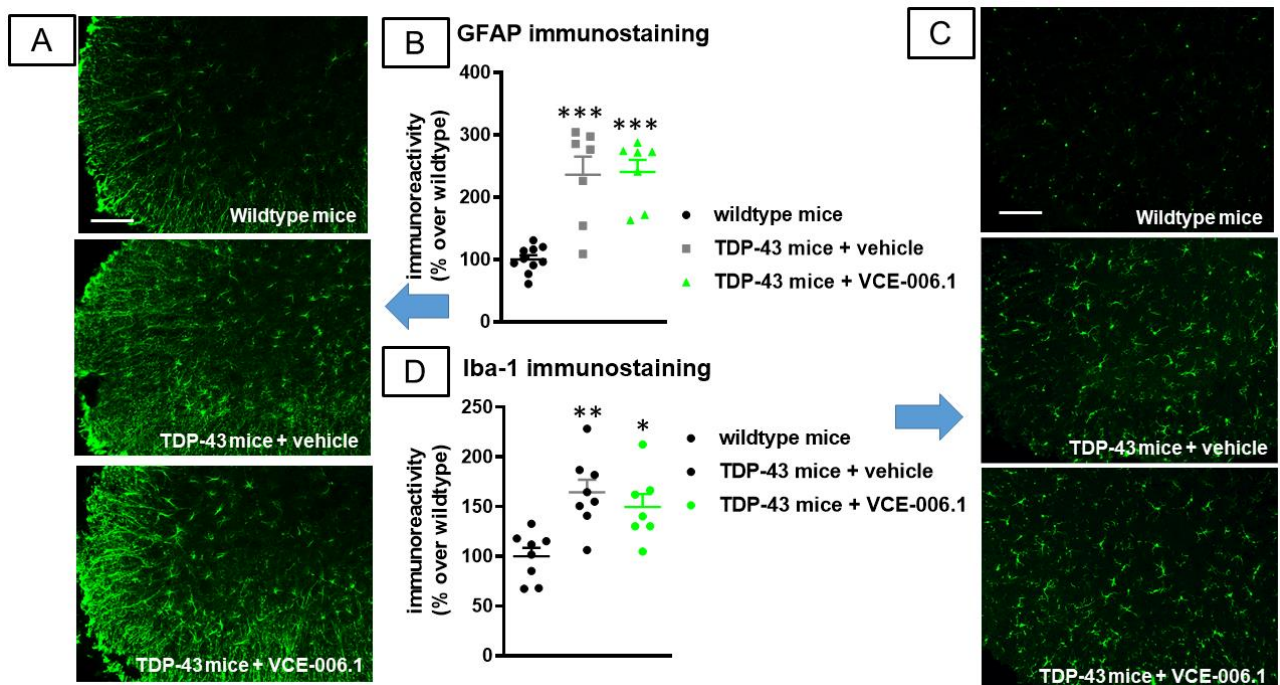 A
Wildtype mice
TDP-43 mice + vehicle
TDP-43 mice + VCE-006.1
B
GFAP immunostaining
immunoreactivity
(% over wildtype)
400
300
200
100
0
***
***
wildtype mice
TDP-43 mice + vehicle
TDP-43 mice + VCE-006.1
D
Iba-1 immunostaining
immunoreactivity
(% over wildtype)
250
200
150
100
50
0
**
*
wildtype mice
TDP-43 mice + vehicle
TDP-43 mice + VCE-006.1
C
Wildtype mice
TDP-43 mice + vehicle
TDP-43 mice + VCE-006.1